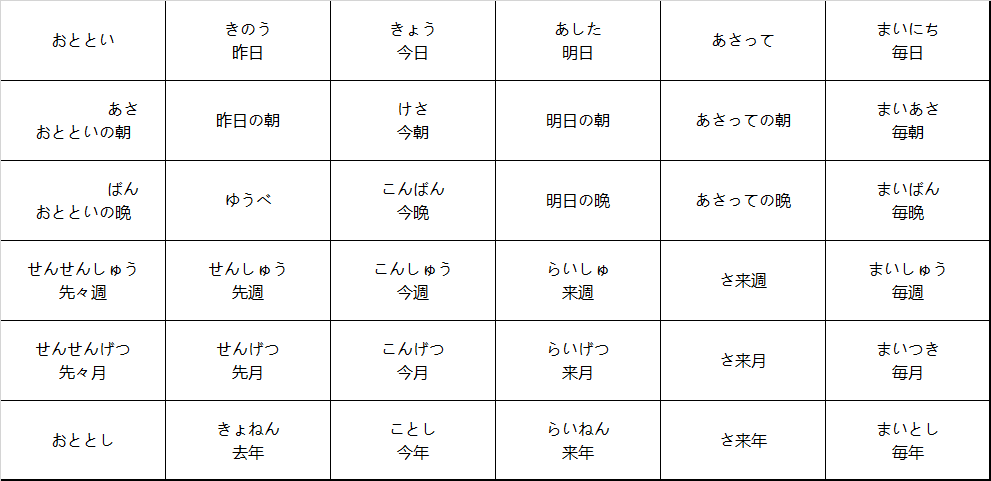 おととい
きのう
昨日
きょう
今日
あした
明日
あさって
まいにち
毎日
あさ
おとといの朝
昨日の朝
けさ
今朝
明日の朝
あさっての朝
まいあさ
毎朝
ばん
おとといの晩
ゆうべ
こんばん
今晩
明日の晩
あさっての晩
まいばん
毎晩
せんせんしゅう
先々週
せんしゅう
先週
こんしゅう
今週
らいしゅ
来週
さ来週
まいしゅう
毎週
せんせんげつ
先々月
せんげつ
先月
こんげつ
今月
らいげつ
来月
さ来月
まいつき
毎月
おととし
きょねん
去年
ことし
今年
らいねん
来年
さ来年
まいとし
毎年